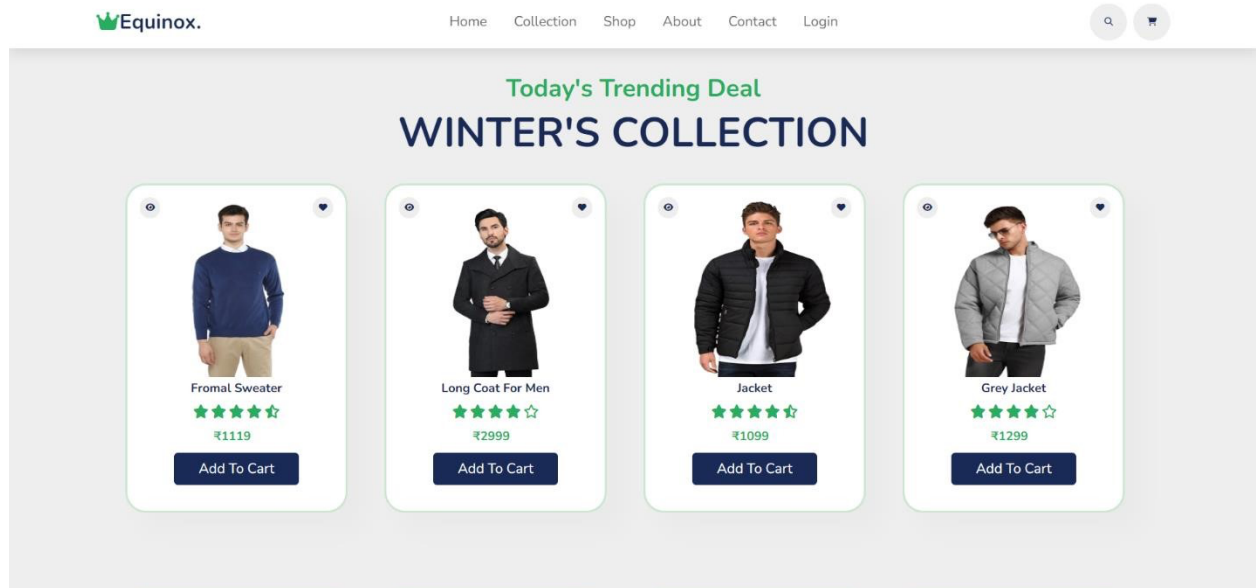 Equinox.
Home Collection Shop About Contact Login
Today's Trending Deal
WINTER'S COLLECTION
Fromal Sweater
₹1119
Add To Cart
Long Coat For Men
₹2999
Add To Cart
Jacket
₹1099
Add To Cart
Grey Jacket
₹1299
Add To Cart